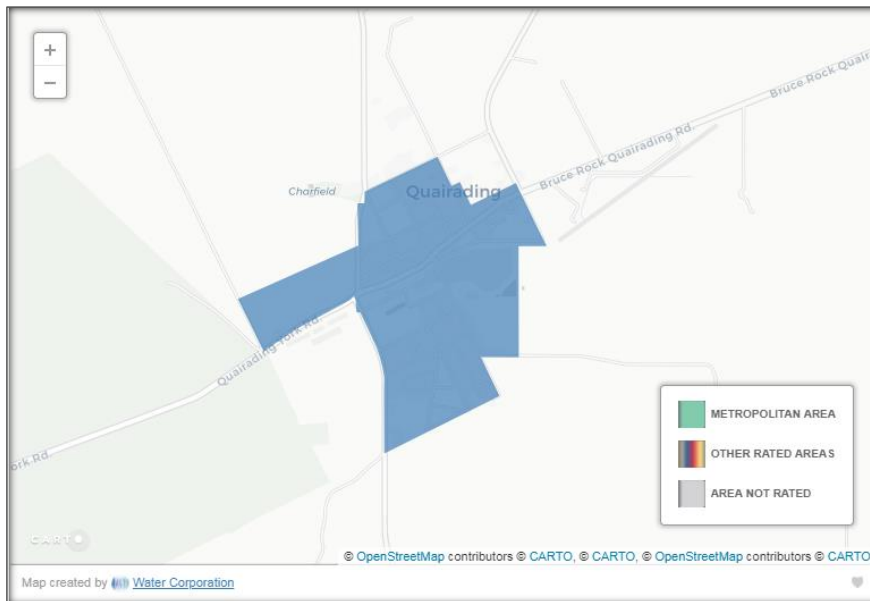 +
−
Bruce Rock Quair
Bruce Rock Quairading Rd.
Charfield
Quairading
Quairading York Rd.
ork Rd.
METROPOLITAN AREA
OTHER RATED AREAS
AREA NOT RATED
CARTO
© OpenStreetMap contributors © CARTO, © CARTO, © OpenStreetMap contributors © CARTO
Map created by Water Corporation